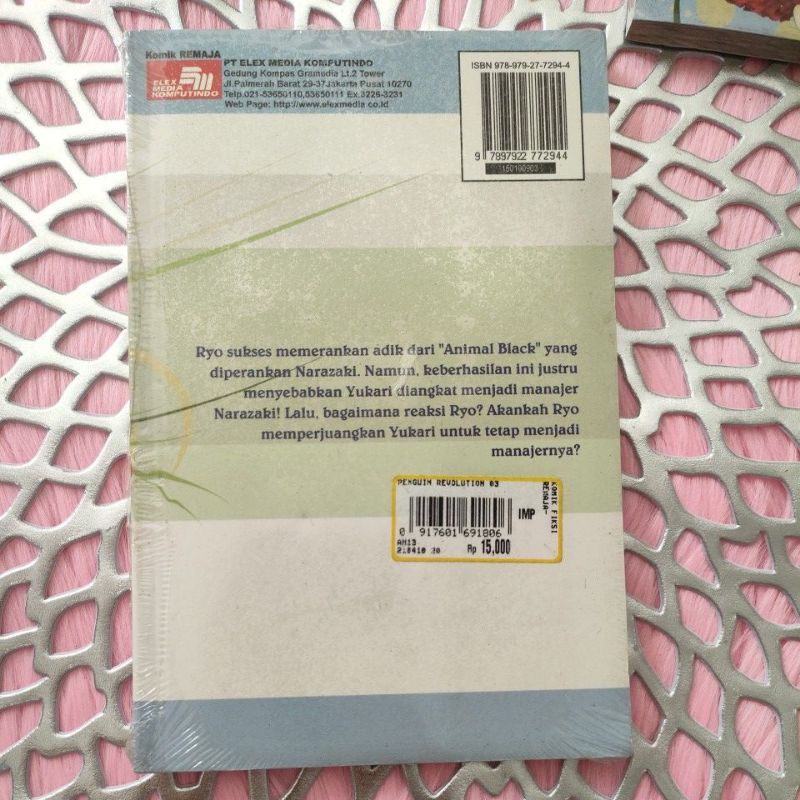 Komik REMAJA
ELEX
MEDIA
KOMPUTINDO
PT ELEX MEDIA KOMPUTINDO
Gedung Kompas Gramedia Lt.2 Tower
Jl.Palmerah Barat 29-37Jakarta Pusat 10270
Telp.021-53650110,53650111 Ex.3226-3231
Web Page: http://www.elexmedia.co.id
ISBN 978-979-27-7294-4
9 789792 772944
Ryo sukses memerankan adik dari "Animal Black" yang
diperankan Narazaki. Namun, keberhasilan ini justru
menyebabkan Yukari diangkat menjadi manajer
Narazaki! Lalu, bagaimana reaksi Ryo? Akankah Ryo
memperjuangkan Yukari untuk tetap menjadi
manajernya?
PENGUIN REVOLUTION 03
KOMIK FIKSI
REMAJA-
IMP
0 917601 691806
Rp 15,000